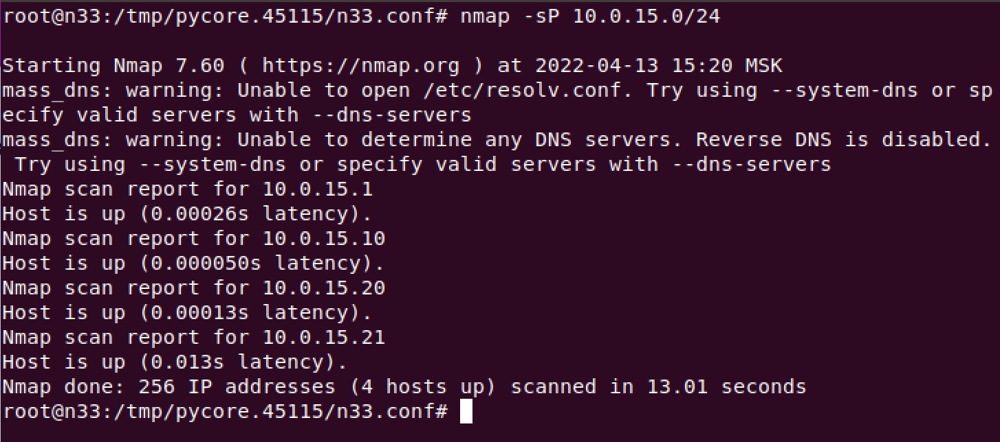 root@n33:/tmp/pycore.45115/n33.conf# nmap -sP 10.0.15.0/24
Starting Nmap 7.60 ( https://nmap.org ) at 2022-04-13 15:20 MSK
mass_dns: warning: Unable to open /etc/resolv.conf. Try using --system-dns or sp
ecify valid servers with --dns-servers
mass_dns: warning: Unable to determine any DNS servers. Reverse DNS is disabled.
 Try using --system-dns or specify valid servers with --dns-servers
Nmap scan report for 10.0.15.1
Host is up (0.00026s latency).
Nmap scan report for 10.0.15.10
Host is up (0.000050s latency).
Nmap scan report for 10.0.15.20
Host is up (0.00013s latency).
Nmap scan report for 10.0.15.21
Host is up (0.013s latency).
Nmap done: 256 IP addresses (4 hosts up) scanned in 13.01 seconds
root@n33:/tmp/pycore.45115/n33.conf#